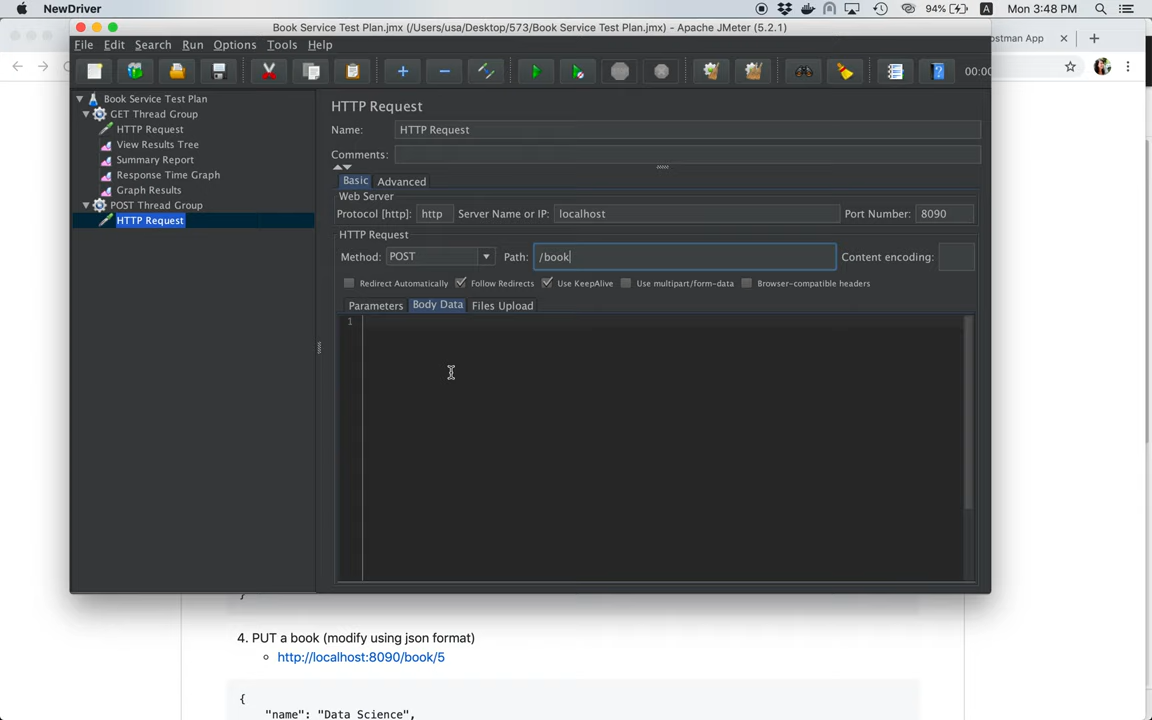 NewDriver 94% A Mon 3:48 PM
Book Service Test Plan.jmx (/Users/usa/Desktop/573/Book Service Test Plan.jmx) - Apache JMeter (5.2.1)
ostman App
File Edit Search Run Options Tools Help
00:00
Book Service Test Plan
GET Thread Group
HTTP Request
View Results Tree
Summary Report
Response Time Graph
Graph Results
POST Thread Group
HTTP Request
HTTP Request
Name: HTTP Request
Comments:
Basic Advanced
Web Server
Protocol [http]: http Server Name or IP: localhost Port Number: 8090
HTTP Request
Method: POST Path: /book Content encoding:
Redirect Automatically Follow Redirects Use KeepAlive Use multipart/form-data Browser-compatible headers
Parameters Body Data Files Upload
1
}
4. PUT a book (modify using json format)
http://localhost:8090/book/5
{
"name": "Data Science",